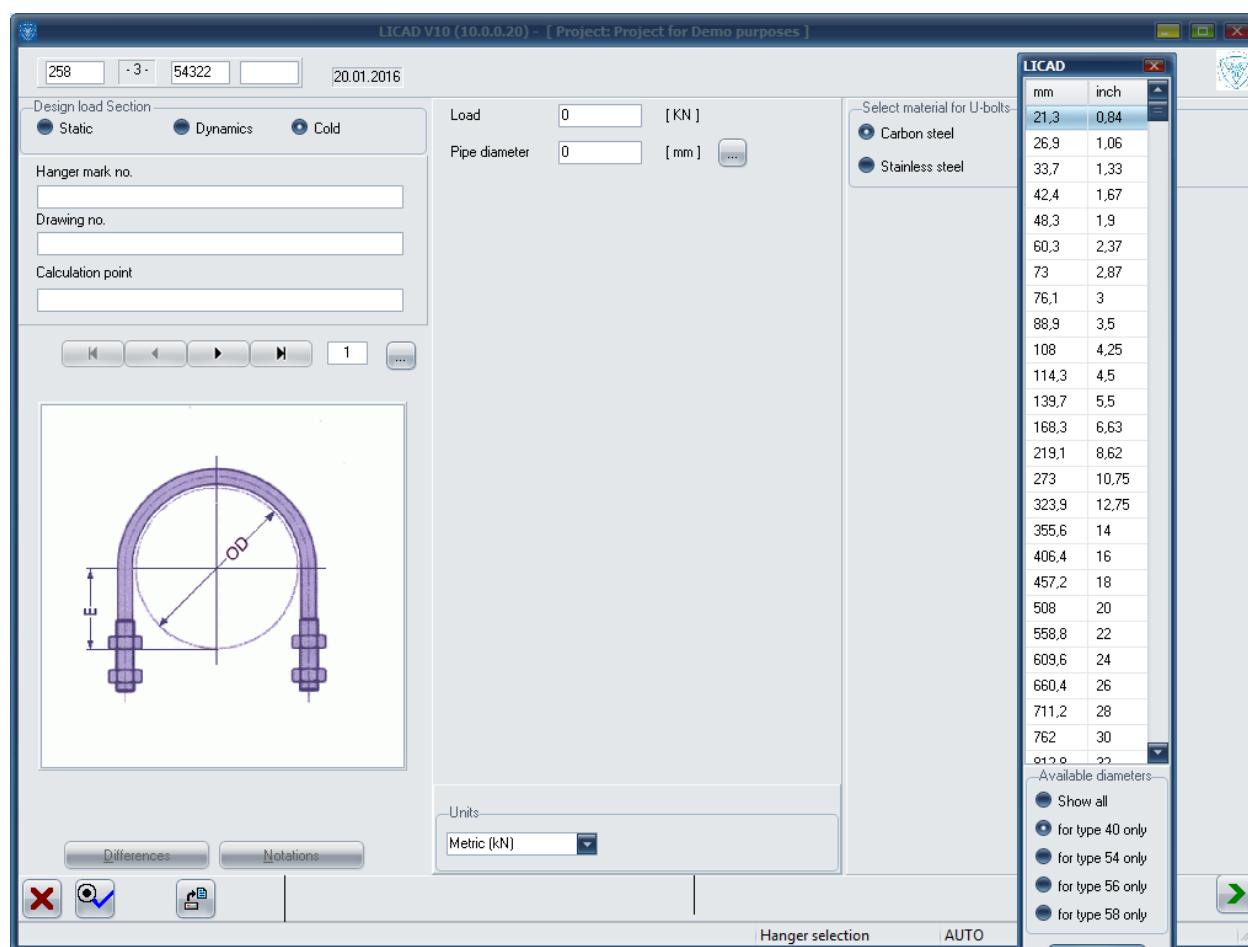 LICAD V10 (10.0.0.20) - [ Project: Project for Demo purposes ]
258 - 3 - 54322 20.01.2016
Design load Section
Static Dynamics Cold
Hanger mark no.
Drawing no.
Calculation point
1 ...
OD
E
Differences Notations
Load 0 [ KN ]
Pipe diameter 0 [ mm ] ...
Units
Metric (kN)
Select material for U-bolts
Carbon steel
Stainless steel
LICAD
mm inch
21,3 0,84
26,9 1,06
33,7 1,33
42,4 1,67
48,3 1,9
60,3 2,37
73 2,87
76,1 3
88,9 3,5
108 4,25
114,3 4,5
139,7 5,5
168,3 6,63
219,1 8,62
273 10,75
323,9 12,75
355,6 14
406,4 16
457,2 18
508 20
558,8 22
609,6 24
660,4 26
711,2 28
762 30
812,8 32
Available diameters
Show all
for type 40 only
for type 54 only
for type 56 only
for type 58 only
Hanger selection AUTO